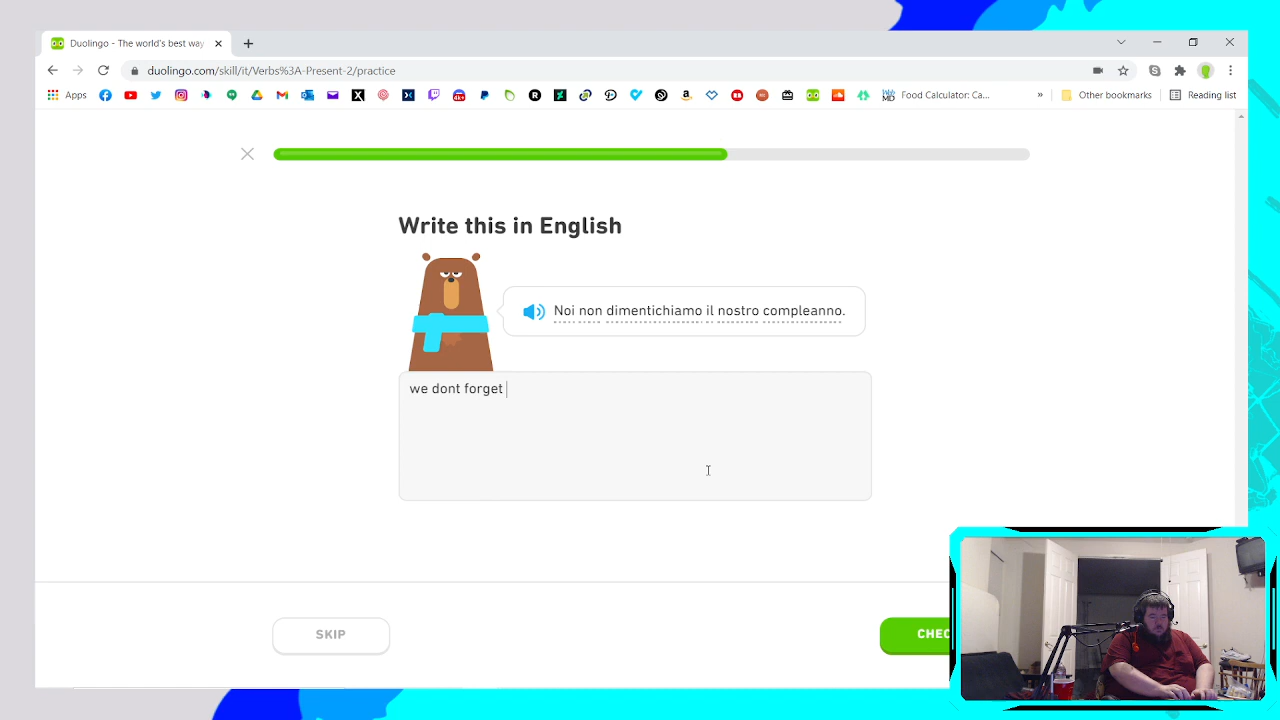 Duolingo - The world's best way
duolingo.com/skill/it/Verbs%3A-Present-2/practice
Apps
Food Calculator: Ca...
»
Other bookmarks
Reading list
Write this in English
Noi non dimentichiamo il nostro compleanno.
we dont forget
SKIP
CHEC